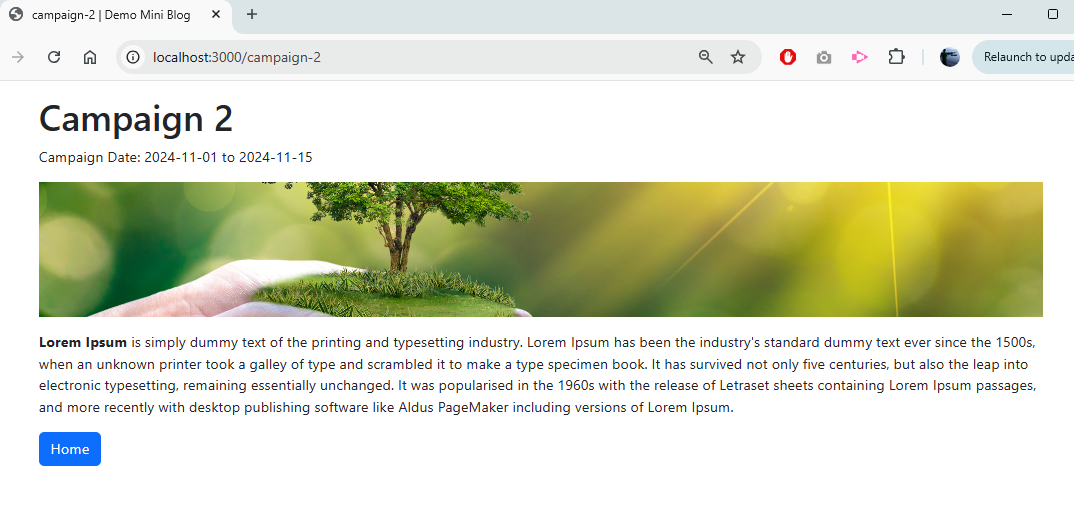 campaign-2 | Demo Mini Blog
localhost:3000/campaign-2
Relaunch to upda
Campaign 2
Campaign Date: 2024-11-01 to 2024-11-15
Lorem Ipsum is simply dummy text of the printing and typesetting industry. Lorem Ipsum has been the industry's standard dummy text ever since the 1500s,
when an unknown printer took a galley of type and scrambled it to make a type specimen book. It has survived not only five centuries, but also the leap into
electronic typesetting, remaining essentially unchanged. It was popularised in the 1960s with the release of Letraset sheets containing Lorem Ipsum passages,
and more recently with desktop publishing software like Aldus PageMaker including versions of Lorem Ipsum.
Home